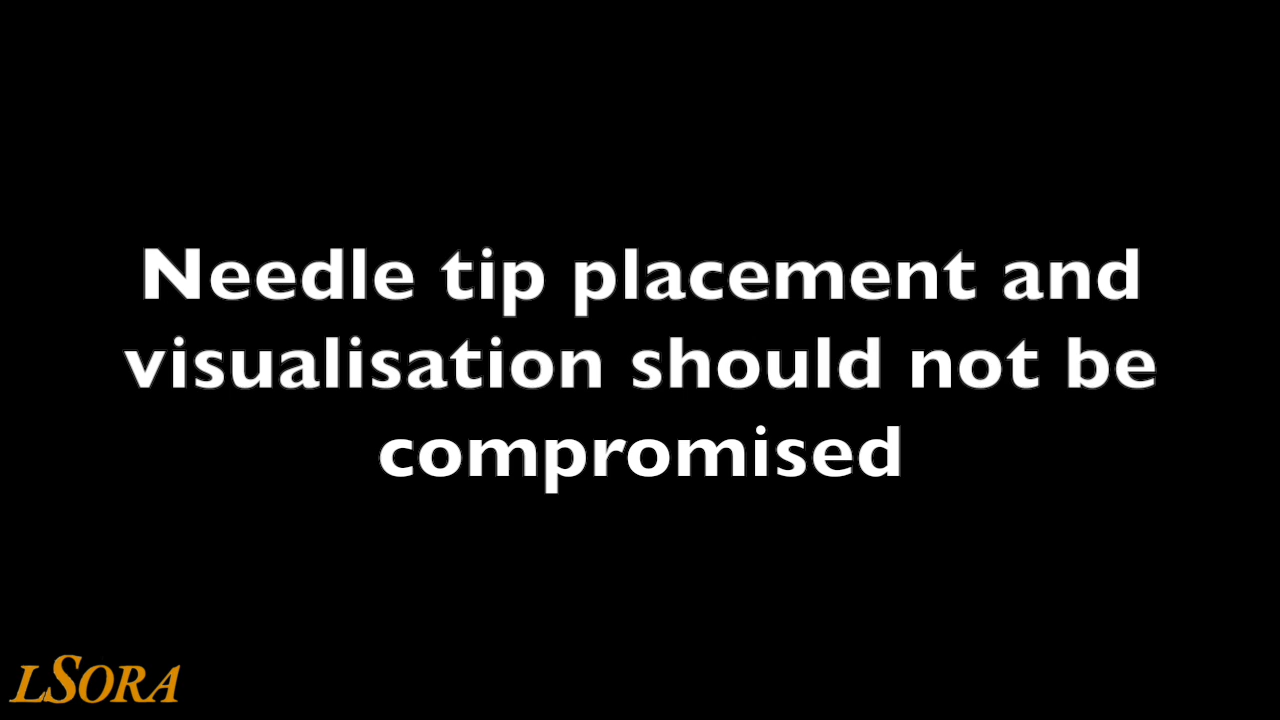 Needle tip placement and
visualisation should not be
compromised
LSORA